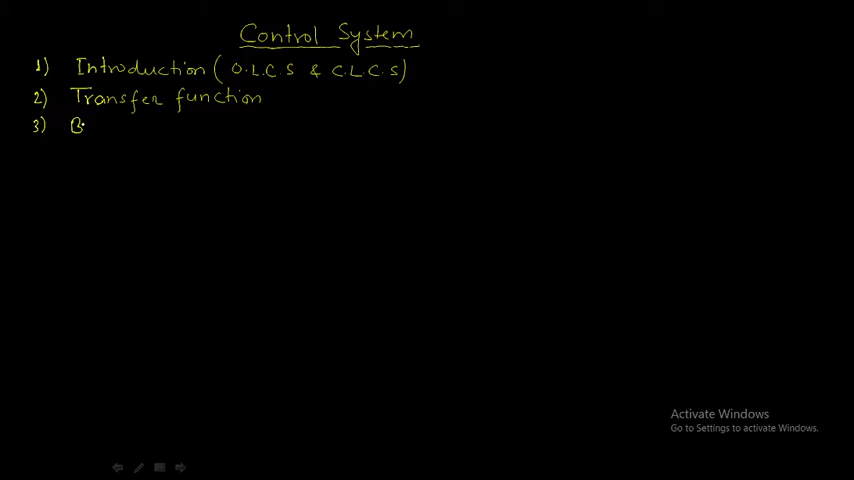 Control System
1) Introduction ( O.L.C.S & C.L.C.S)
2) Transfer function
3) B
Activate Windows
Go to Settings to activate Windows.